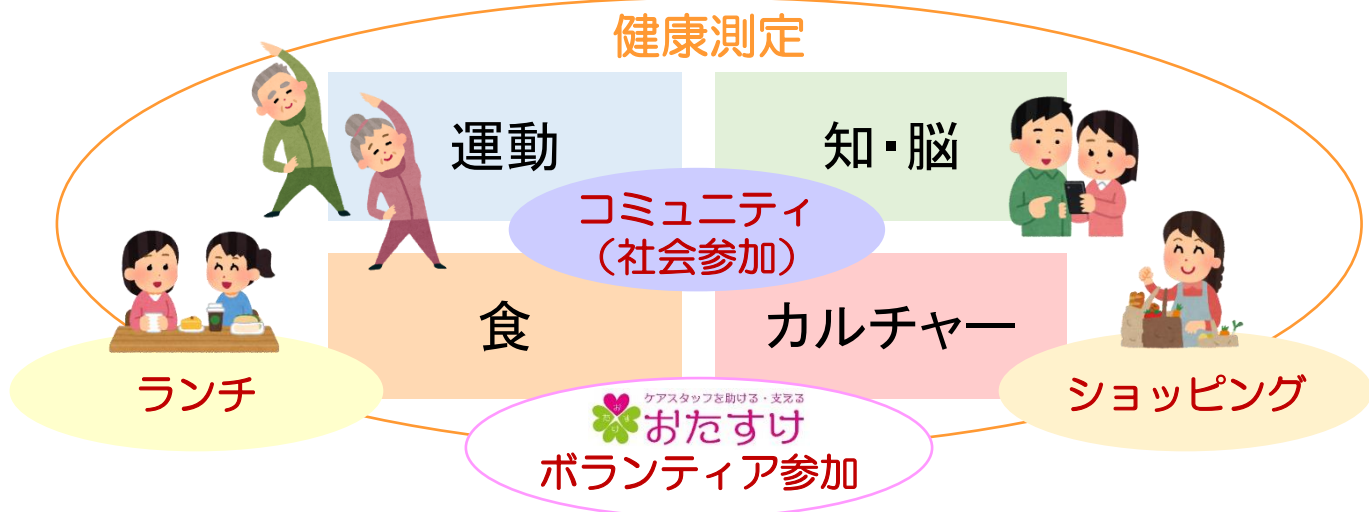 健康測定
運動
知・脳
コミュニティ
（社会参加）
食
カルチャー
ランチ
ショッピング
ケアスタッフを助ける・支える
おたすけ
ボランティア参加